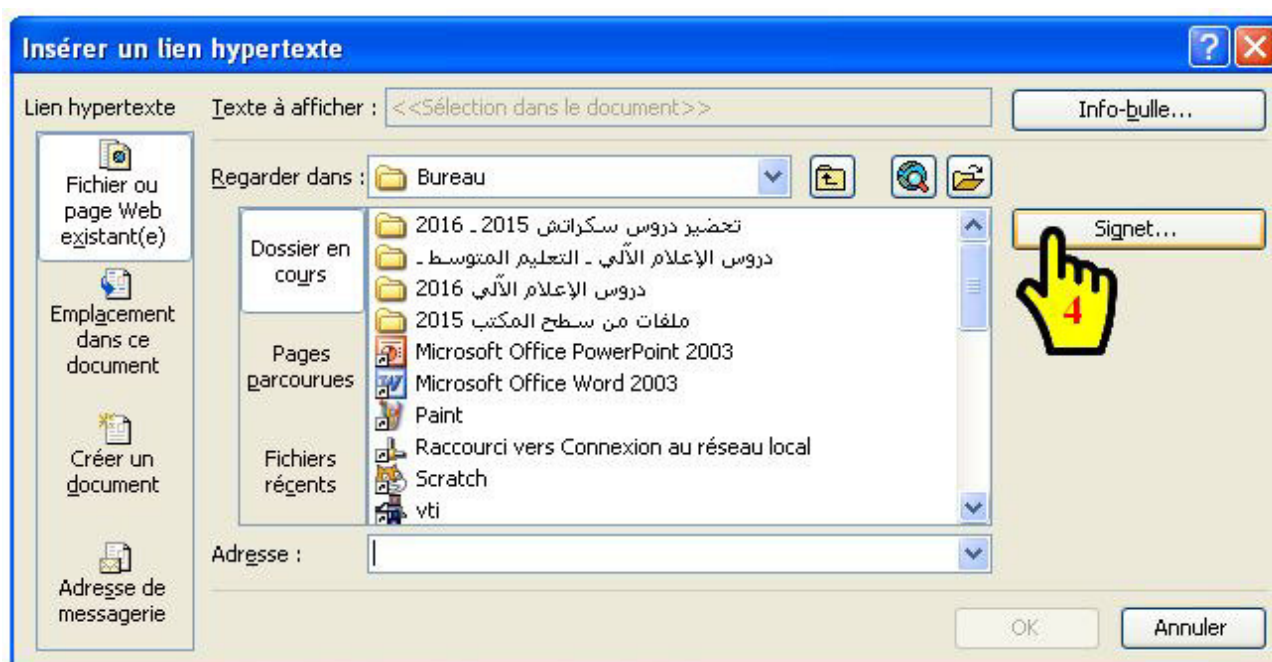 Insérer un lien hypertexte
Lien hypertexte
Texte à afficher : <<Sélection dans le document>>
Info-bulle...
Fichier ou
page Web
existant(e)
Emplacement
dans ce
document
Créer un
document
Adresse de
messagerie
Regarder dans : Bureau
Dossier en
cours
Pages
parcourues
Fichiers
récents
تحضير دروس سكراتش 2015 ـ 2016
دروس الإعلام الآلي ـ التعليم المتوسط ـ
دروس الإعلام الآلي 2016
ملفات من سطح المكتب 2015
Microsoft Office PowerPoint 2003
Microsoft Office Word 2003
Paint
Raccourci vers Connexion au réseau local
Scratch
vti
Signet...
4
Adresse :
OK
Annuler